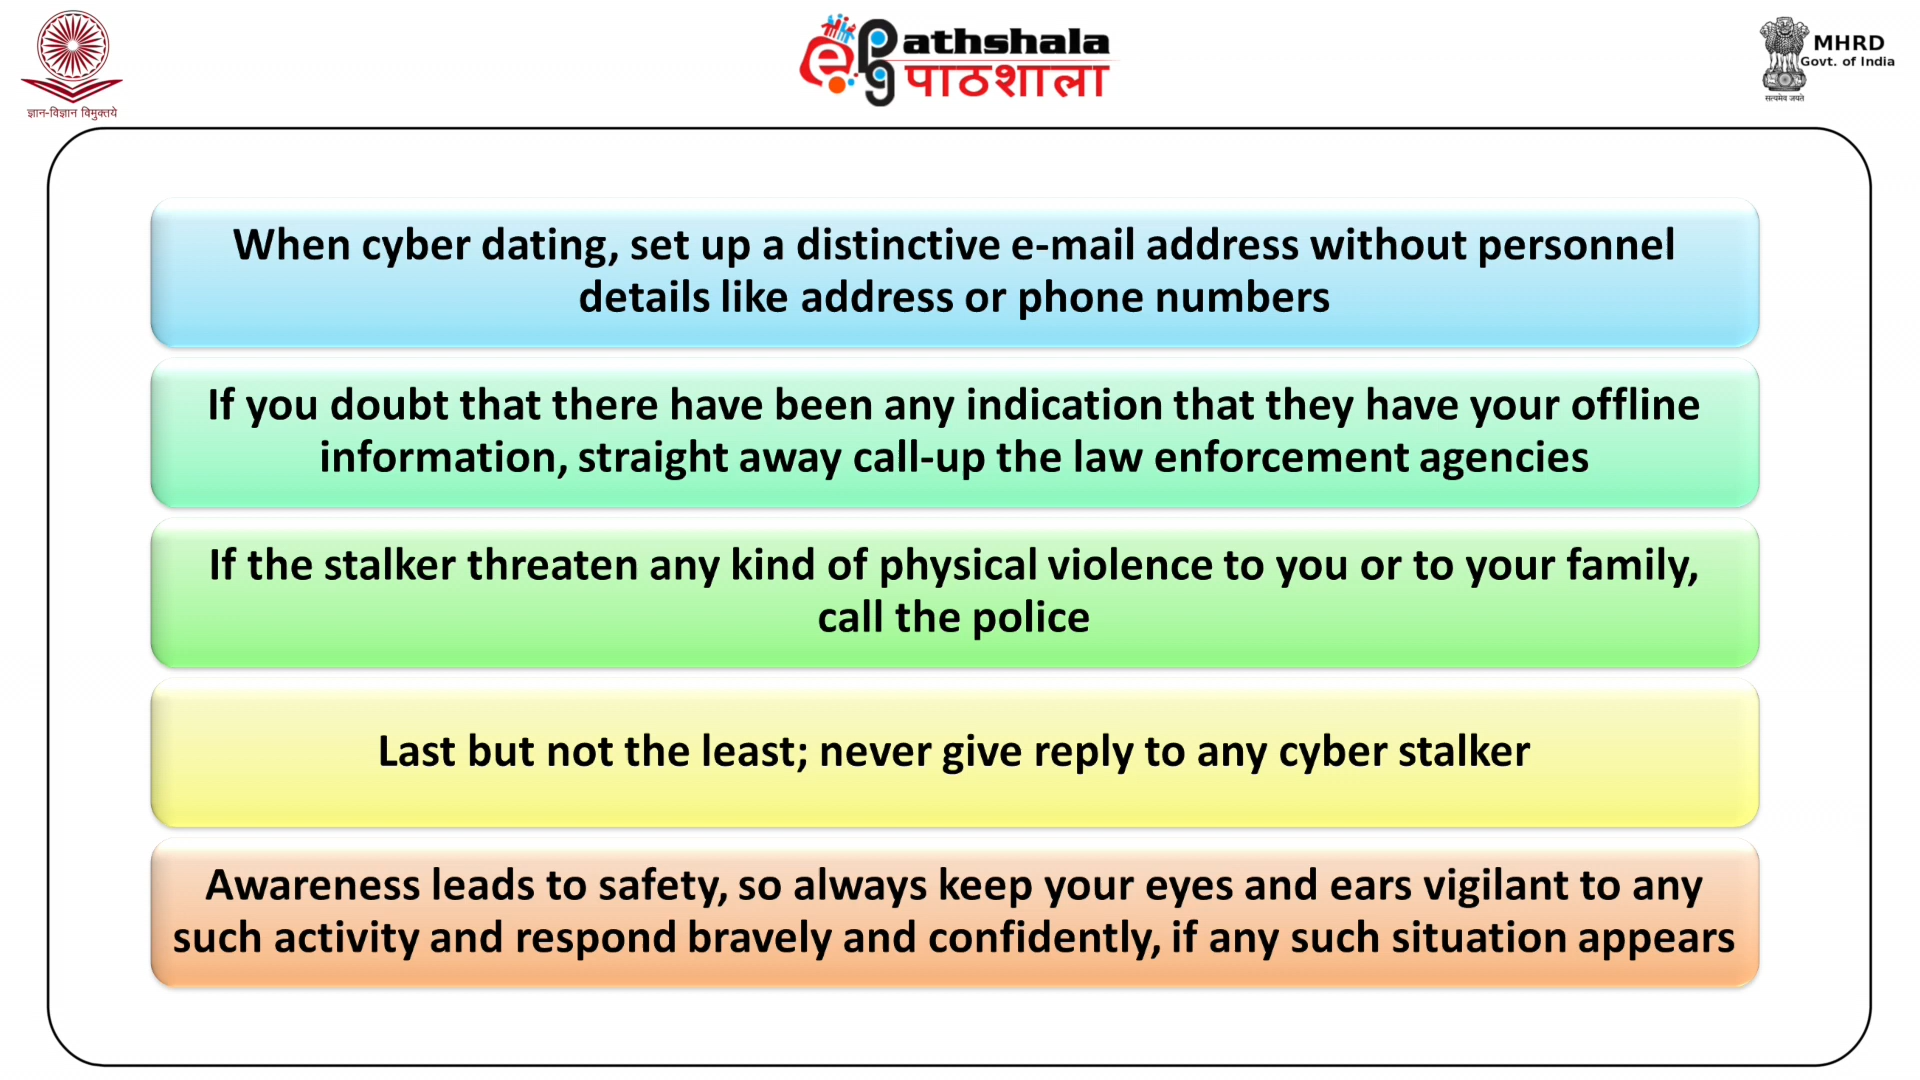 ज्ञान-विज्ञान विमुक्तये
e pg athshala
पाठशाला
MHRD
Govt. of India
सत्यमेव जयते
When cyber dating, set up a distinctive e-mail address without personnel
details like address or phone numbers
If you doubt that there have been any indication that they have your offline
information, straight away call-up the law enforcement agencies
If the stalker threaten any kind of physical violence to you or to your family,
call the police
Last but not the least; never give reply to any cyber stalker
Awareness leads to safety, so always keep your eyes and ears vigilant to any
such activity and respond bravely and confidently, if any such situation appears